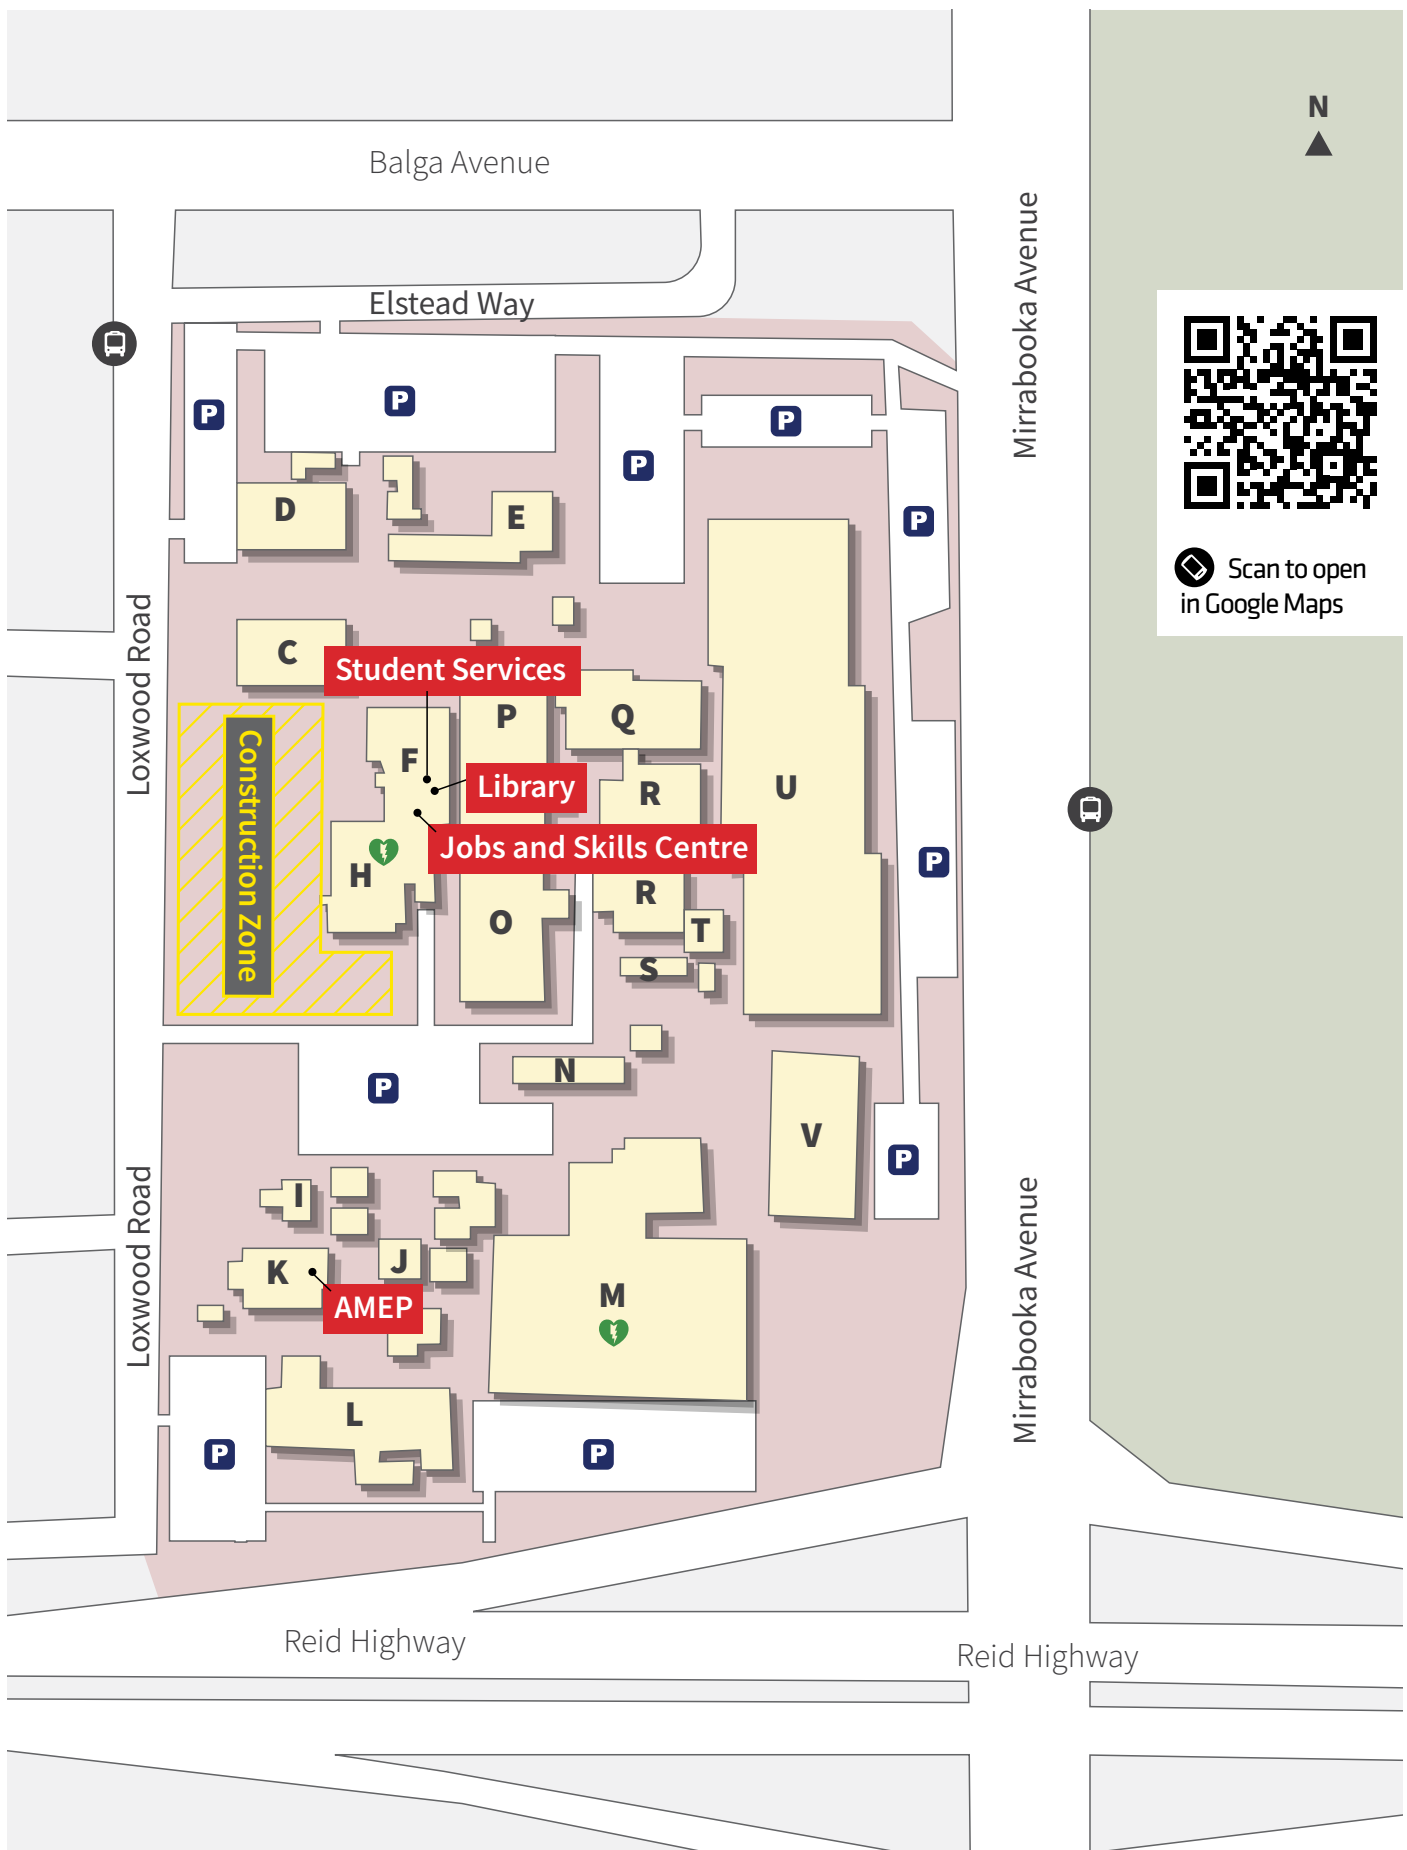 N
Balga Avenue
Mirrabooka Avenue
Elstead Way
P
P
P
P
D
E
P
Scan to open
in Google Maps
Loxwood Road
C
Student Services
P
Q
Construction Zone
F
Library
R
U
Jobs and Skills Centre
P
H
R
O
T
S
N
P
V
P
Loxwood Road
I
Mirrabooka Avenue
J
K
AMEP
M
L
P
P
Reid Highway
Reid Highway